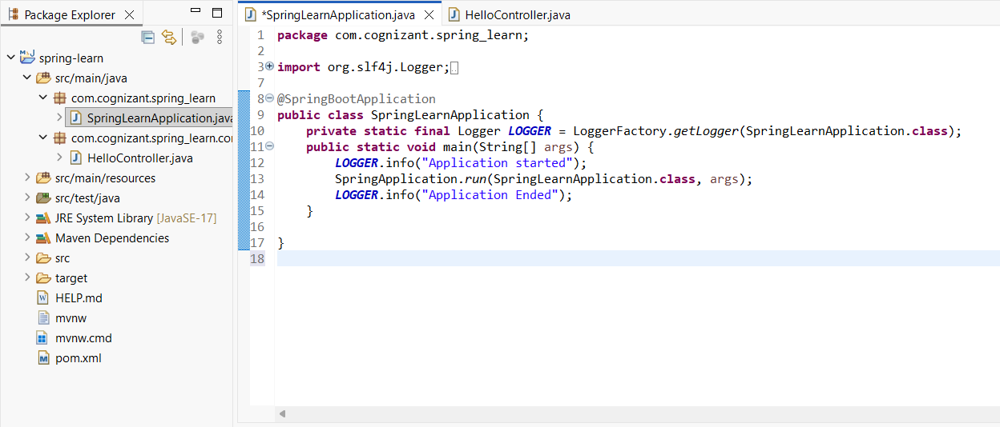 Package Explorer
spring-learn
src/main/java
com.cognizant.spring_learn
SpringLearnApplication.java
com.cognizant.spring_learn.co
HelloController.java
src/main/resources
src/test/java
JRE System Library [JavaSE-17]
Maven Dependencies
src
target
HELP.md
mvnw
mvnw.cmd
pom.xml
*SpringLearnApplication.java
HelloController.java
1 package com.cognizant.spring_learn;
2
3 import org.slf4j.Logger;
7
8 @SpringBootApplication
9 public class SpringLearnApplication {
10 private static final Logger LOGGER = LoggerFactory.getLogger(SpringLearnApplication.class);
11 public static void main(String[] args) {
12 LOGGER.info("Application started");
13 SpringApplication.run(SpringLearnApplication.class, args);
14 LOGGER.info("Application Ended");
15 }
16
17 }
18